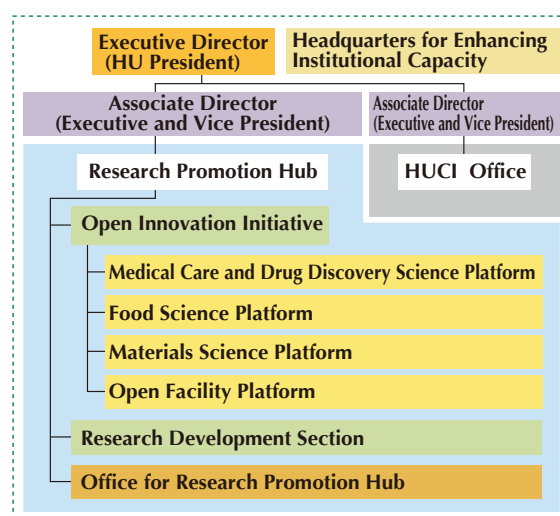 Executive Director
(HU President)
Headquarters for Enhancing
Institutional Capacity
Associate Director
(Executive and Vice President)
Associate Director
(Executive and Vice President)
Research Promotion Hub
HUCI Office
Open Innovation Initiative
Medical Care and Drug Discovery Science Platform
Food Science Platform
Materials Science Platform
Open Facility Platform
Research Development Section
Office for Research Promotion Hub